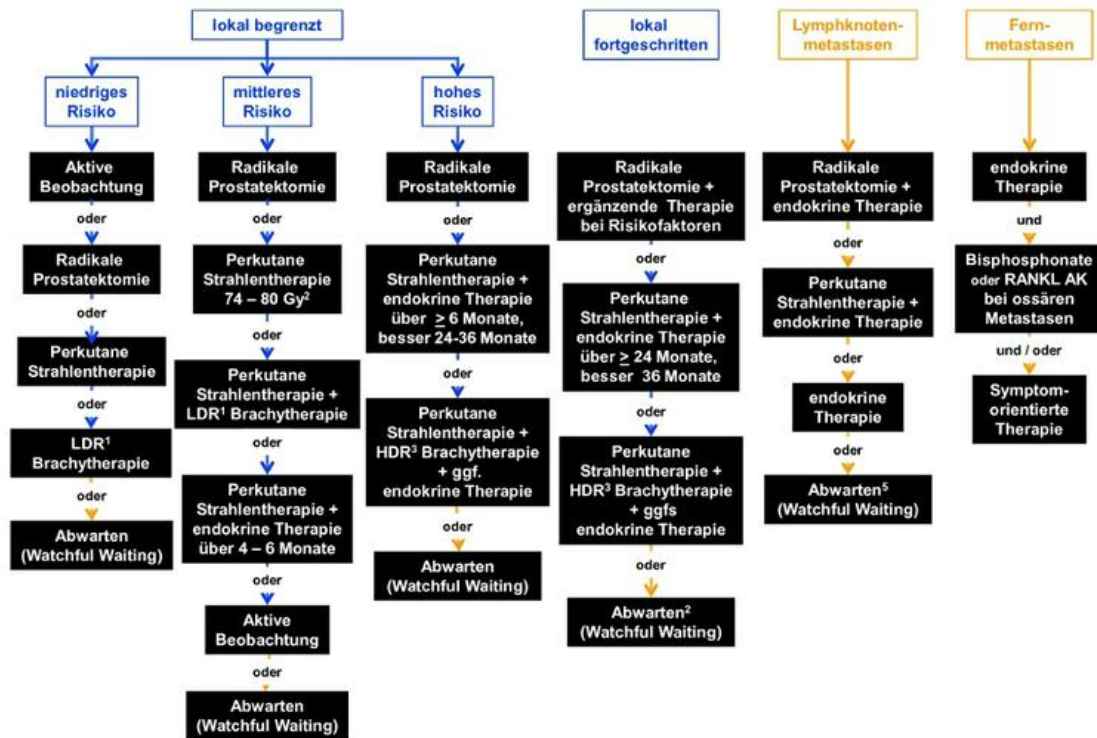 lokal begrenzt
niedriges
Risiko
Aktive
Beobachtung
oder
Radikale
Prostatektomie
oder
Perkutane
Strahlentherapie
oder
LDR¹
Brachytherapie
oder
Abwarten
(Watchful Waiting)
mittleres
Risiko
Radikale
Prostatektomie
oder
Perkutane
Strahlentherapie
74 – 80 Gy²
oder
Perkutane
Strahlentherapie +
LDR¹ Brachytherapie
oder
Perkutane
Strahlentherapie +
endokrine Therapie
über 4 – 6 Monate
oder
Aktive
Beobachtung
oder
Abwarten
(Watchful Waiting)
hohes
Risiko
Radikale
Prostatektomie
oder
Perkutane
Strahlentherapie +
endokrine Therapie
über ≥ 6 Monate,
besser 24-36 Monate
oder
Perkutane
Strahlentherapie +
HDR³ Brachytherapie
+ ggf.
endokrine Therapie
oder
Abwarten
(Watchful Waiting)
lokal
fortgeschritten
Radikale
Prostatektomie +
ergänzende Therapie
bei Risikofaktoren
oder
Perkutane
Strahlentherapie +
endokrine Therapie
über ≥ 24 Monate,
besser 36 Monate
oder
Perkutane
Strahlentherapie +
HDR³ Brachytherapie
+ ggfs
endokrine Therapie
oder
Abwarten²
(Watchful Waiting)
Lymphknoten-
metastasen
Radikale
Prostatektomie +
endokrine Therapie
oder
Perkutane
Strahlentherapie +
endokrine Therapie
oder
endokrine
Therapie
oder
Abwarten⁵
(Watchful Waiting)
Fern-
metastasen
endokrine
Therapie
und
Bisphosphonate
oder RANKL AK
bei ossären
Metastasen
und / oder
Symptom-
orientierte
Therapie